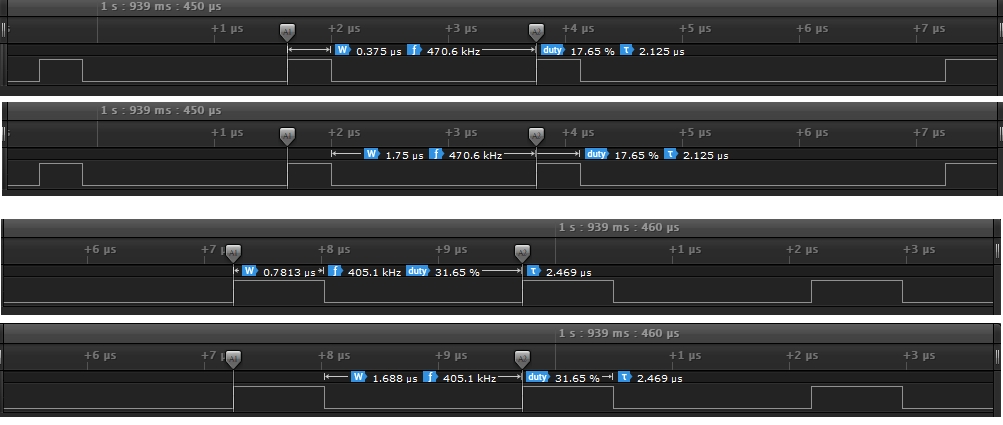 1 s : 939 ms : 450 µs
+1 µs +2 µs +3 µs +4 µs +5 µs +6 µs +7 µs
A1 A2
W 0.375 µs f 470.6 kHz duty 17.65 % τ 2.125 µs
1 s : 939 ms : 450 µs
+1 µs +2 µs +3 µs +4 µs +5 µs +6 µs +7 µs
A1 A2
W 1.75 µs f 470.6 kHz duty 17.65 % τ 2.125 µs
1 s : 939 ms : 460 µs
+6 µs +7 +8 µs +9 µs +1 µs +2 µs +3 µs
A1 A2
W 0.7813 µs f 405.1 kHz duty 31.65 % τ 2.469 µs
1 s : 939 ms : 460 µs
+6 µs +7 µ +8 µs +9 µs +1 µs +2 µs +3 µs
A1 A2
W 1.688 µs f 405.1 kHz duty 31.65 % τ 2.469 µs